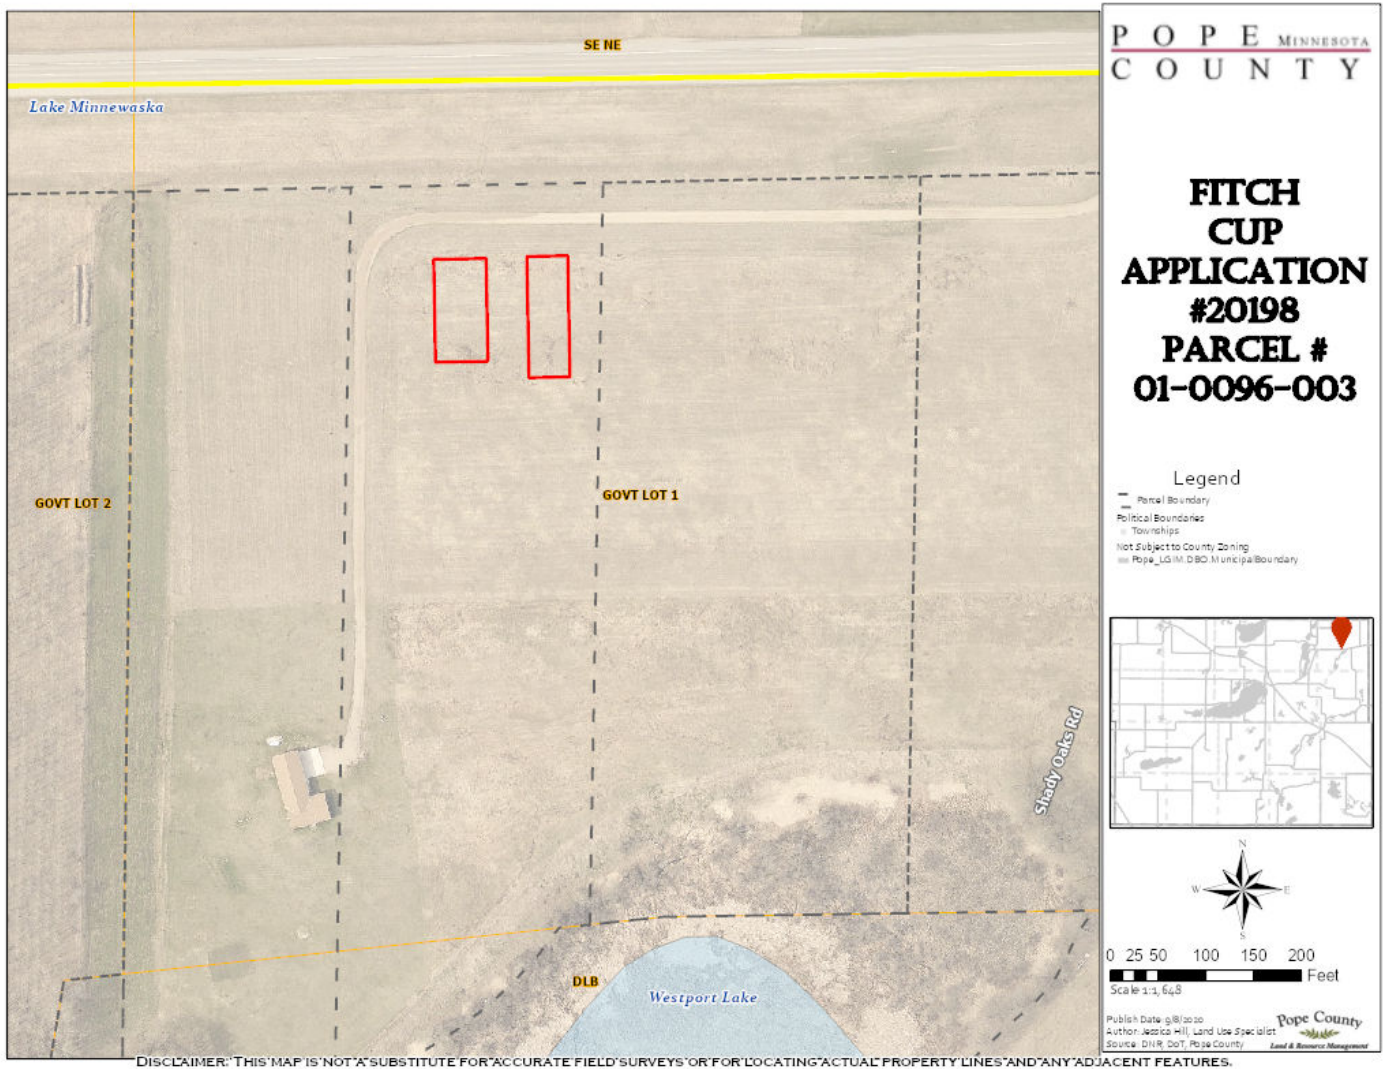 SE NE
Lake Minnewaska
GOVT LOT 2
GOVT LOT 1
Shady Oaks Rd
DLB
Westport Lake
POPE MINNESOTA
COUNTY
FITCH
CUP
APPLICATION
#20198
PARCEL #
01-0096-003
Legend
Parcel Boundary
Political Boundaries
Townships
Not Subject to County Zoning
Pope_LGIM.DBO.MunicipalBoundary
N
W E
S
0 25 50 100 150 200
Feet
Scale 1:1,648
Publish Date: 9/8/2020
Author: Jessica Hill, Land Use Specialist
Source: DNR, DoT, Pope County
Pope County
Land & Resource Management
DISCLAIMER: THIS MAP IS NOT A SUBSTITUTE FOR ACCURATE FIELD SURVEYS OR FOR LOCATING ACTUAL PROPERTY LINES AND ANY ADJACENT FEATURES.